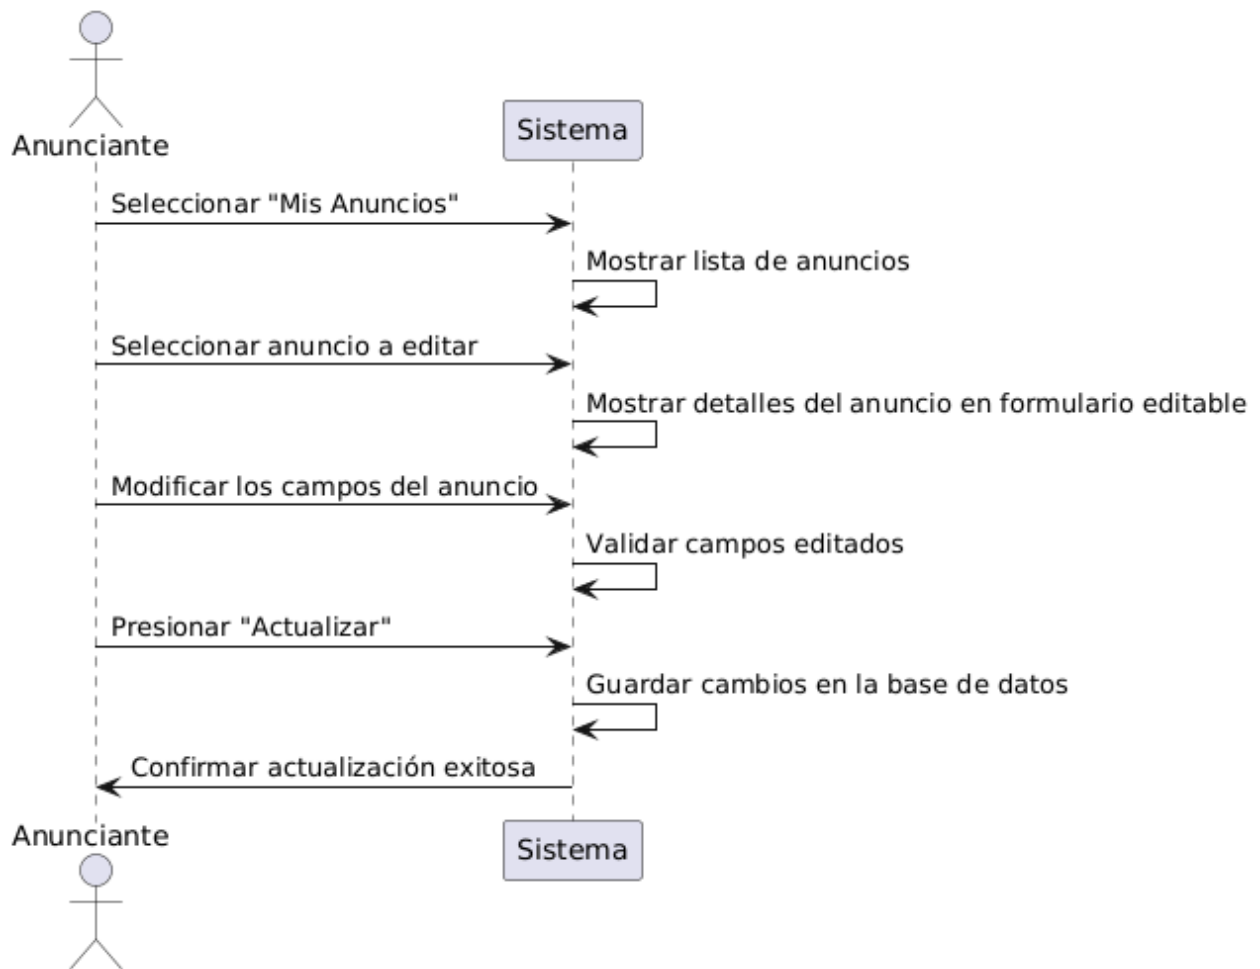 Anunciante
Sistema
Seleccionar "Mis Anuncios"
Mostrar lista de anuncios
Seleccionar anuncio a editar
Mostrar detalles del anuncio en formulario editable
Modificar los campos del anuncio
Validar campos editados
Presionar "Actualizar"
Guardar cambios en la base de datos
Confirmar actualización exitosa
Anunciante
Sistema